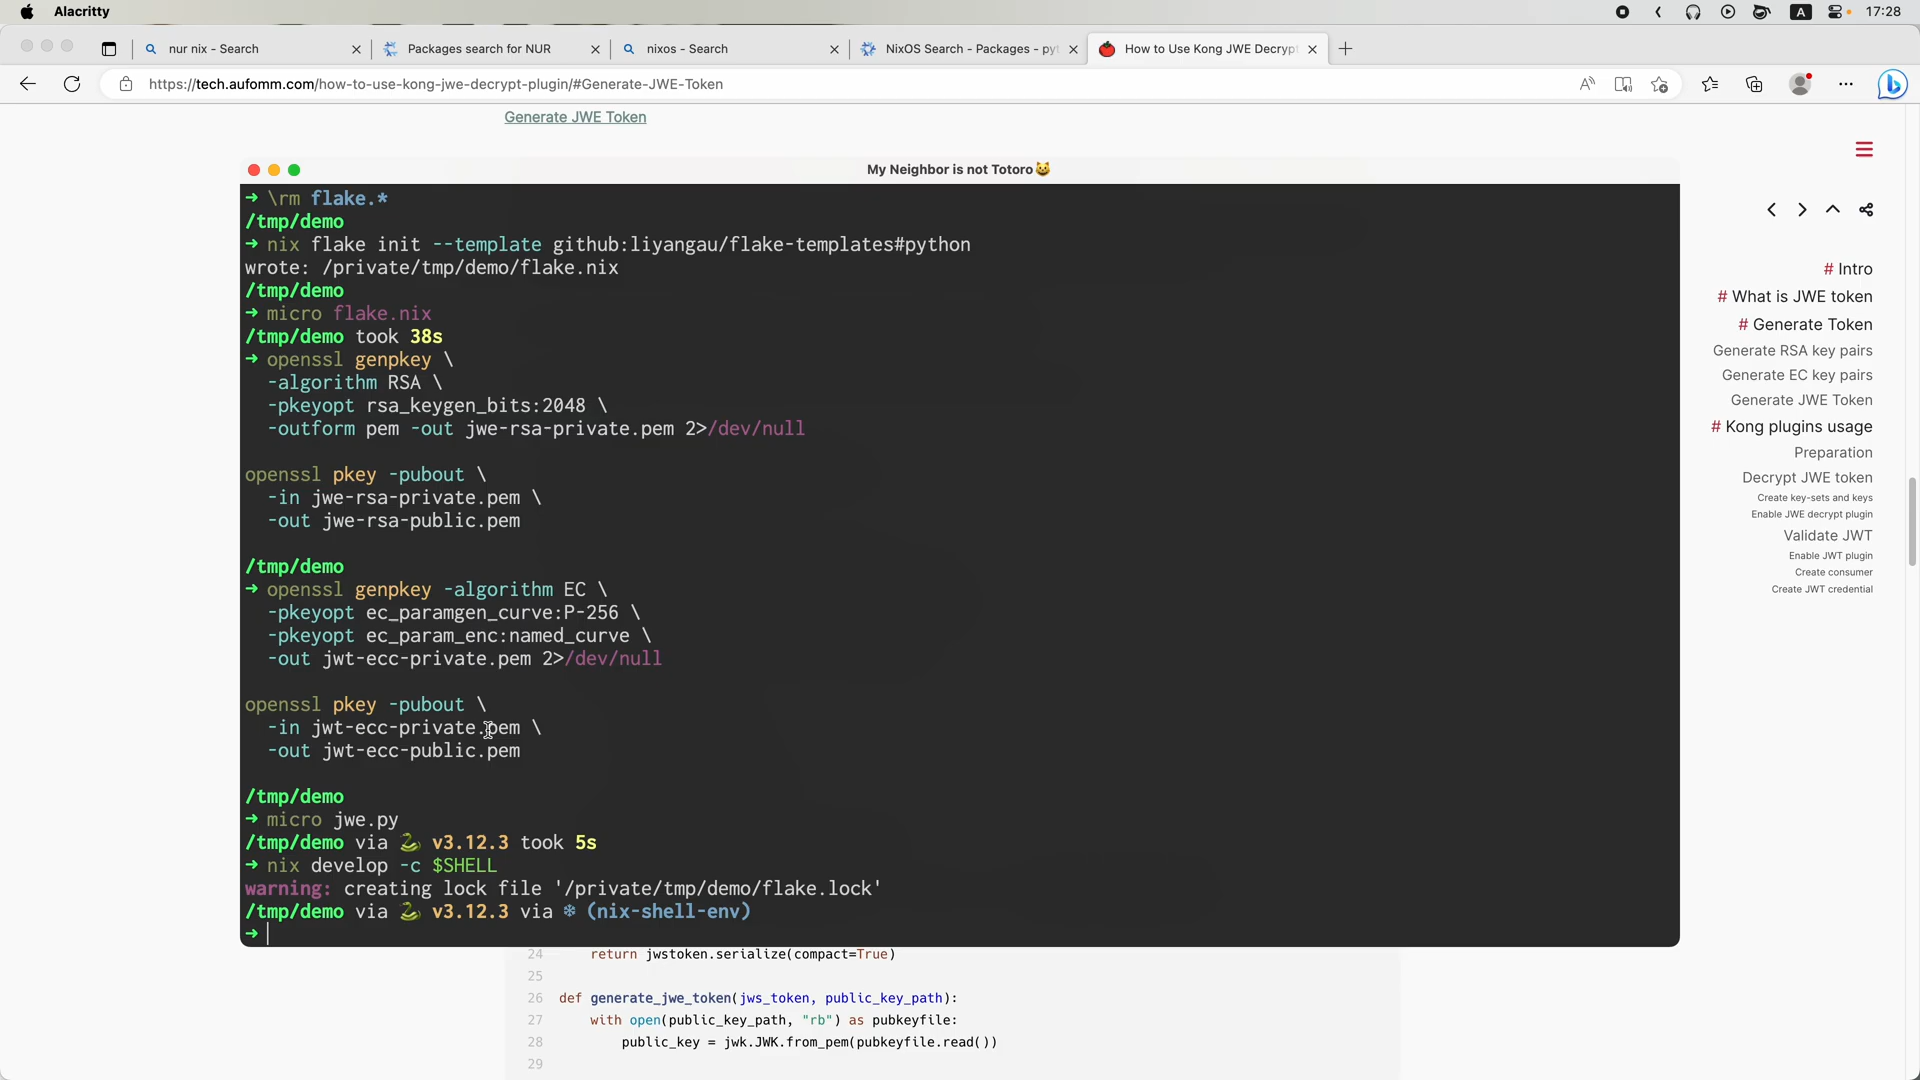 Alacritty
A
17:28
nur nix - Search
Packages search for NUR
nixos - Search
NixOS Search - Packages - pyt
How to Use Kong JWE Decrypt
https://tech.aufomm.com/how-to-use-kong-jwe-decrypt-plugin/#Generate-JWE-Token
Generate JWE Token
My Neighbor is not Totoro😺
➜ \rm flake.*
/tmp/demo
➜ nix flake init --template github:liyangau/flake-templates#python
wrote: /private/tmp/demo/flake.nix
/tmp/demo
➜ micro flake.nix
/tmp/demo took 38s
➜ openssl genpkey \
-algorithm RSA \
-pkeyopt rsa_keygen_bits:2048 \
-outform pem -out jwe-rsa-private.pem 2>/dev/null
openssl pkey -pubout \
-in jwe-rsa-private.pem \
-out jwe-rsa-public.pem
/tmp/demo
➜ openssl genpkey -algorithm EC \
-pkeyopt ec_paramgen_curve:P-256 \
-pkeyopt ec_param_enc:named_curve \
-out jwt-ecc-private.pem 2>/dev/null
openssl pkey -pubout \
-in jwt-ecc-private.pem \
-out jwt-ecc-public.pem
/tmp/demo
➜ micro jwe.py
/tmp/demo via 🐍 v3.12.3 took 5s
➜ nix develop -c $SHELL
warning: creating lock file '/private/tmp/demo/flake.lock'
/tmp/demo via 🐍 v3.12.3 via ❄ (nix-shell-env)
➜
# Intro
# What is JWE token
# Generate Token
Generate RSA key pairs
Generate EC key pairs
Generate JWE Token
# Kong plugins usage
Preparation
Decrypt JWE token
Create key-sets and keys
Enable JWE decrypt plugin
Validate JWT
Enable JWT plugin
Create consumer
Create JWT credential
24 return jwstoken.serialize(compact=True)
25
26 def generate_jwe_token(jws_token, public_key_path):
27 with open(public_key_path, "rb") as pubkeyfile:
28 public_key = jwk.JWK.from_pem(pubkeyfile.read())
29